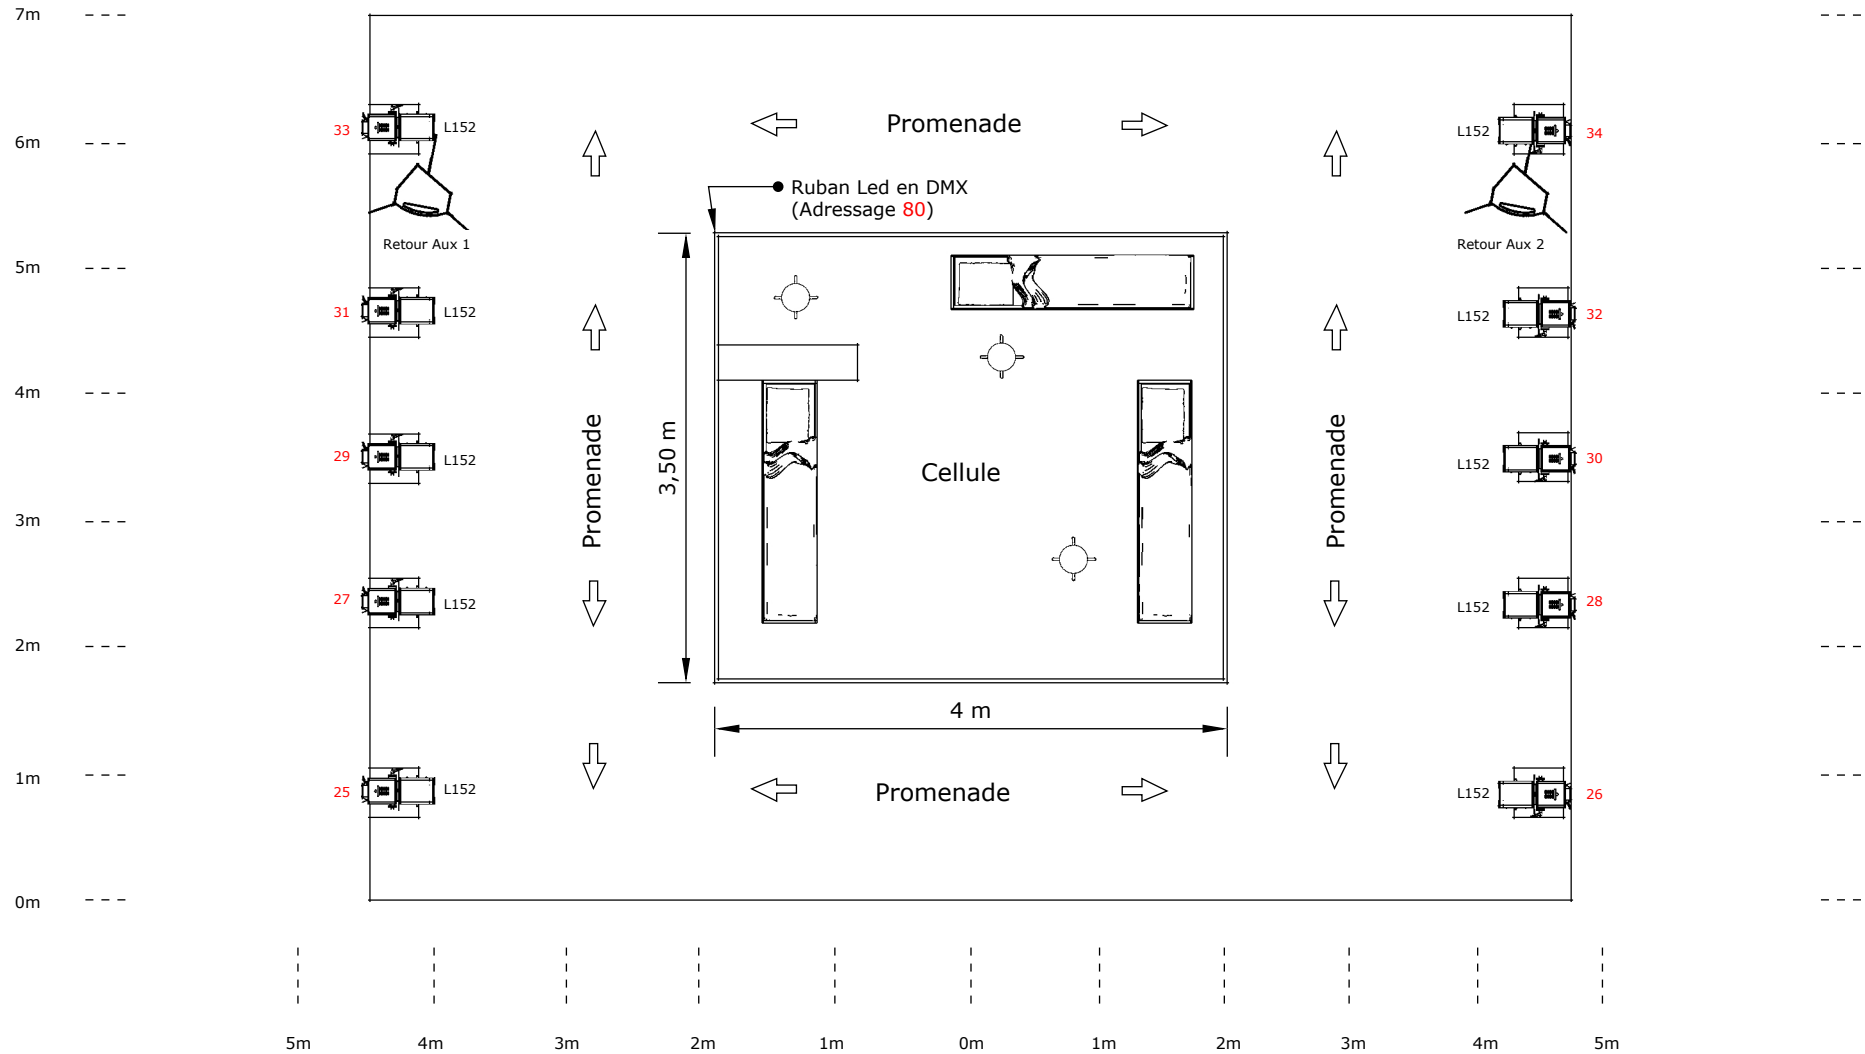 7m
33
L152
Promenade
L152
34
6m
Ruban Led en DMX
(Adressage 80)
Retour Aux 1
Retour Aux 2
5m
31
L152
L152
32
4m
Promenade
3,50 m
Cellule
Promenade
29
L152
L152
30
3m
27
L152
L152
28
2m
4 m
1m
25
L152
Promenade
L152
26
0m
5m 4m 3m 2m 1m 0m 1m 2m 3m 4m 5m